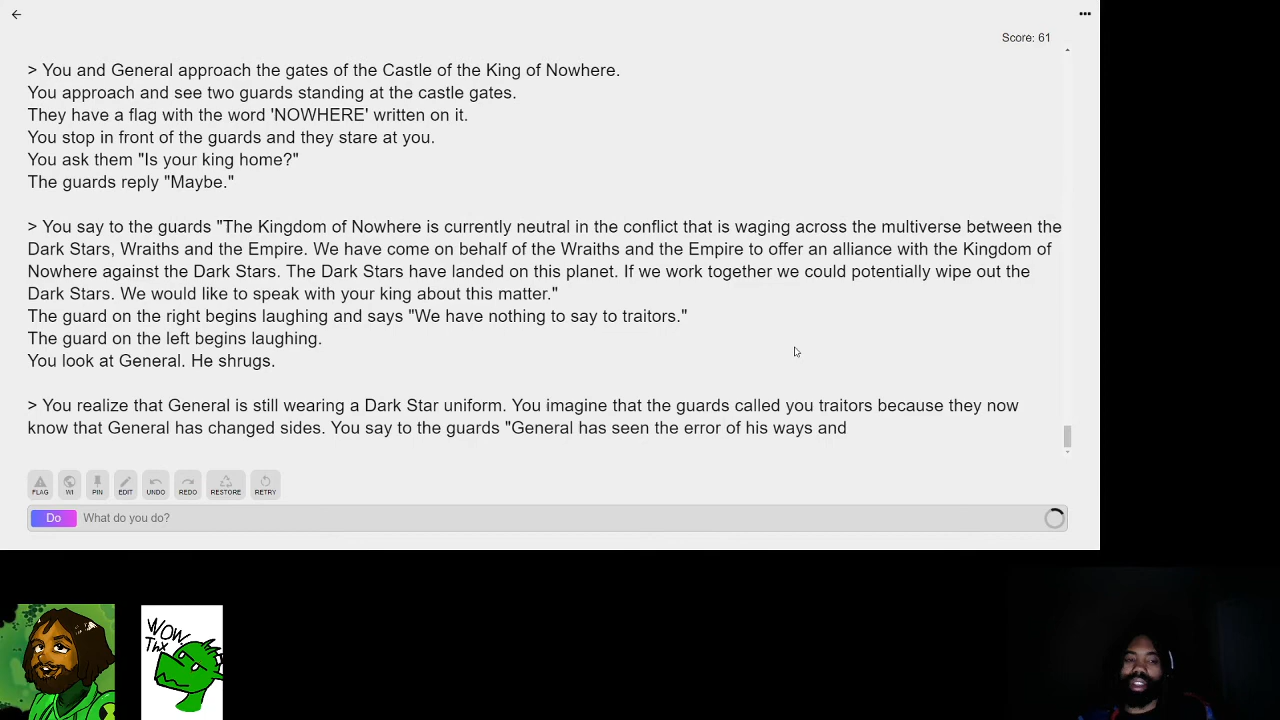 Score: 61
> You and General approach the gates of the Castle of the King of Nowhere.
You approach and see two guards standing at the castle gates.
They have a flag with the word 'NOWHERE' written on it.
You stop in front of the guards and they stare at you.
You ask them "Is your king home?"
The guards reply "Maybe."
> You say to the guards "The Kingdom of Nowhere is currently neutral in the conflict that is waging across the multiverse between the
Dark Stars, Wraiths and the Empire. We have come on behalf of the Wraiths and the Empire to offer an alliance with the Kingdom of
Nowhere against the Dark Stars. The Dark Stars have landed on this planet. If we work together we could potentially wipe out the
Dark Stars. We would like to speak with your king about this matter."
The guard on the right begins laughing and says "We have nothing to say to traitors."
The guard on the left begins laughing.
You look at General. He shrugs.
> You realize that General is still wearing a Dark Star uniform. You imagine that the guards called you traitors because they now
know that General has changed sides. You say to the guards "General has seen the error of his ways and
FLAG WI PIN EDIT UNDO REDO RESTORE RETRY
Do What do you do?
WOW
Thx